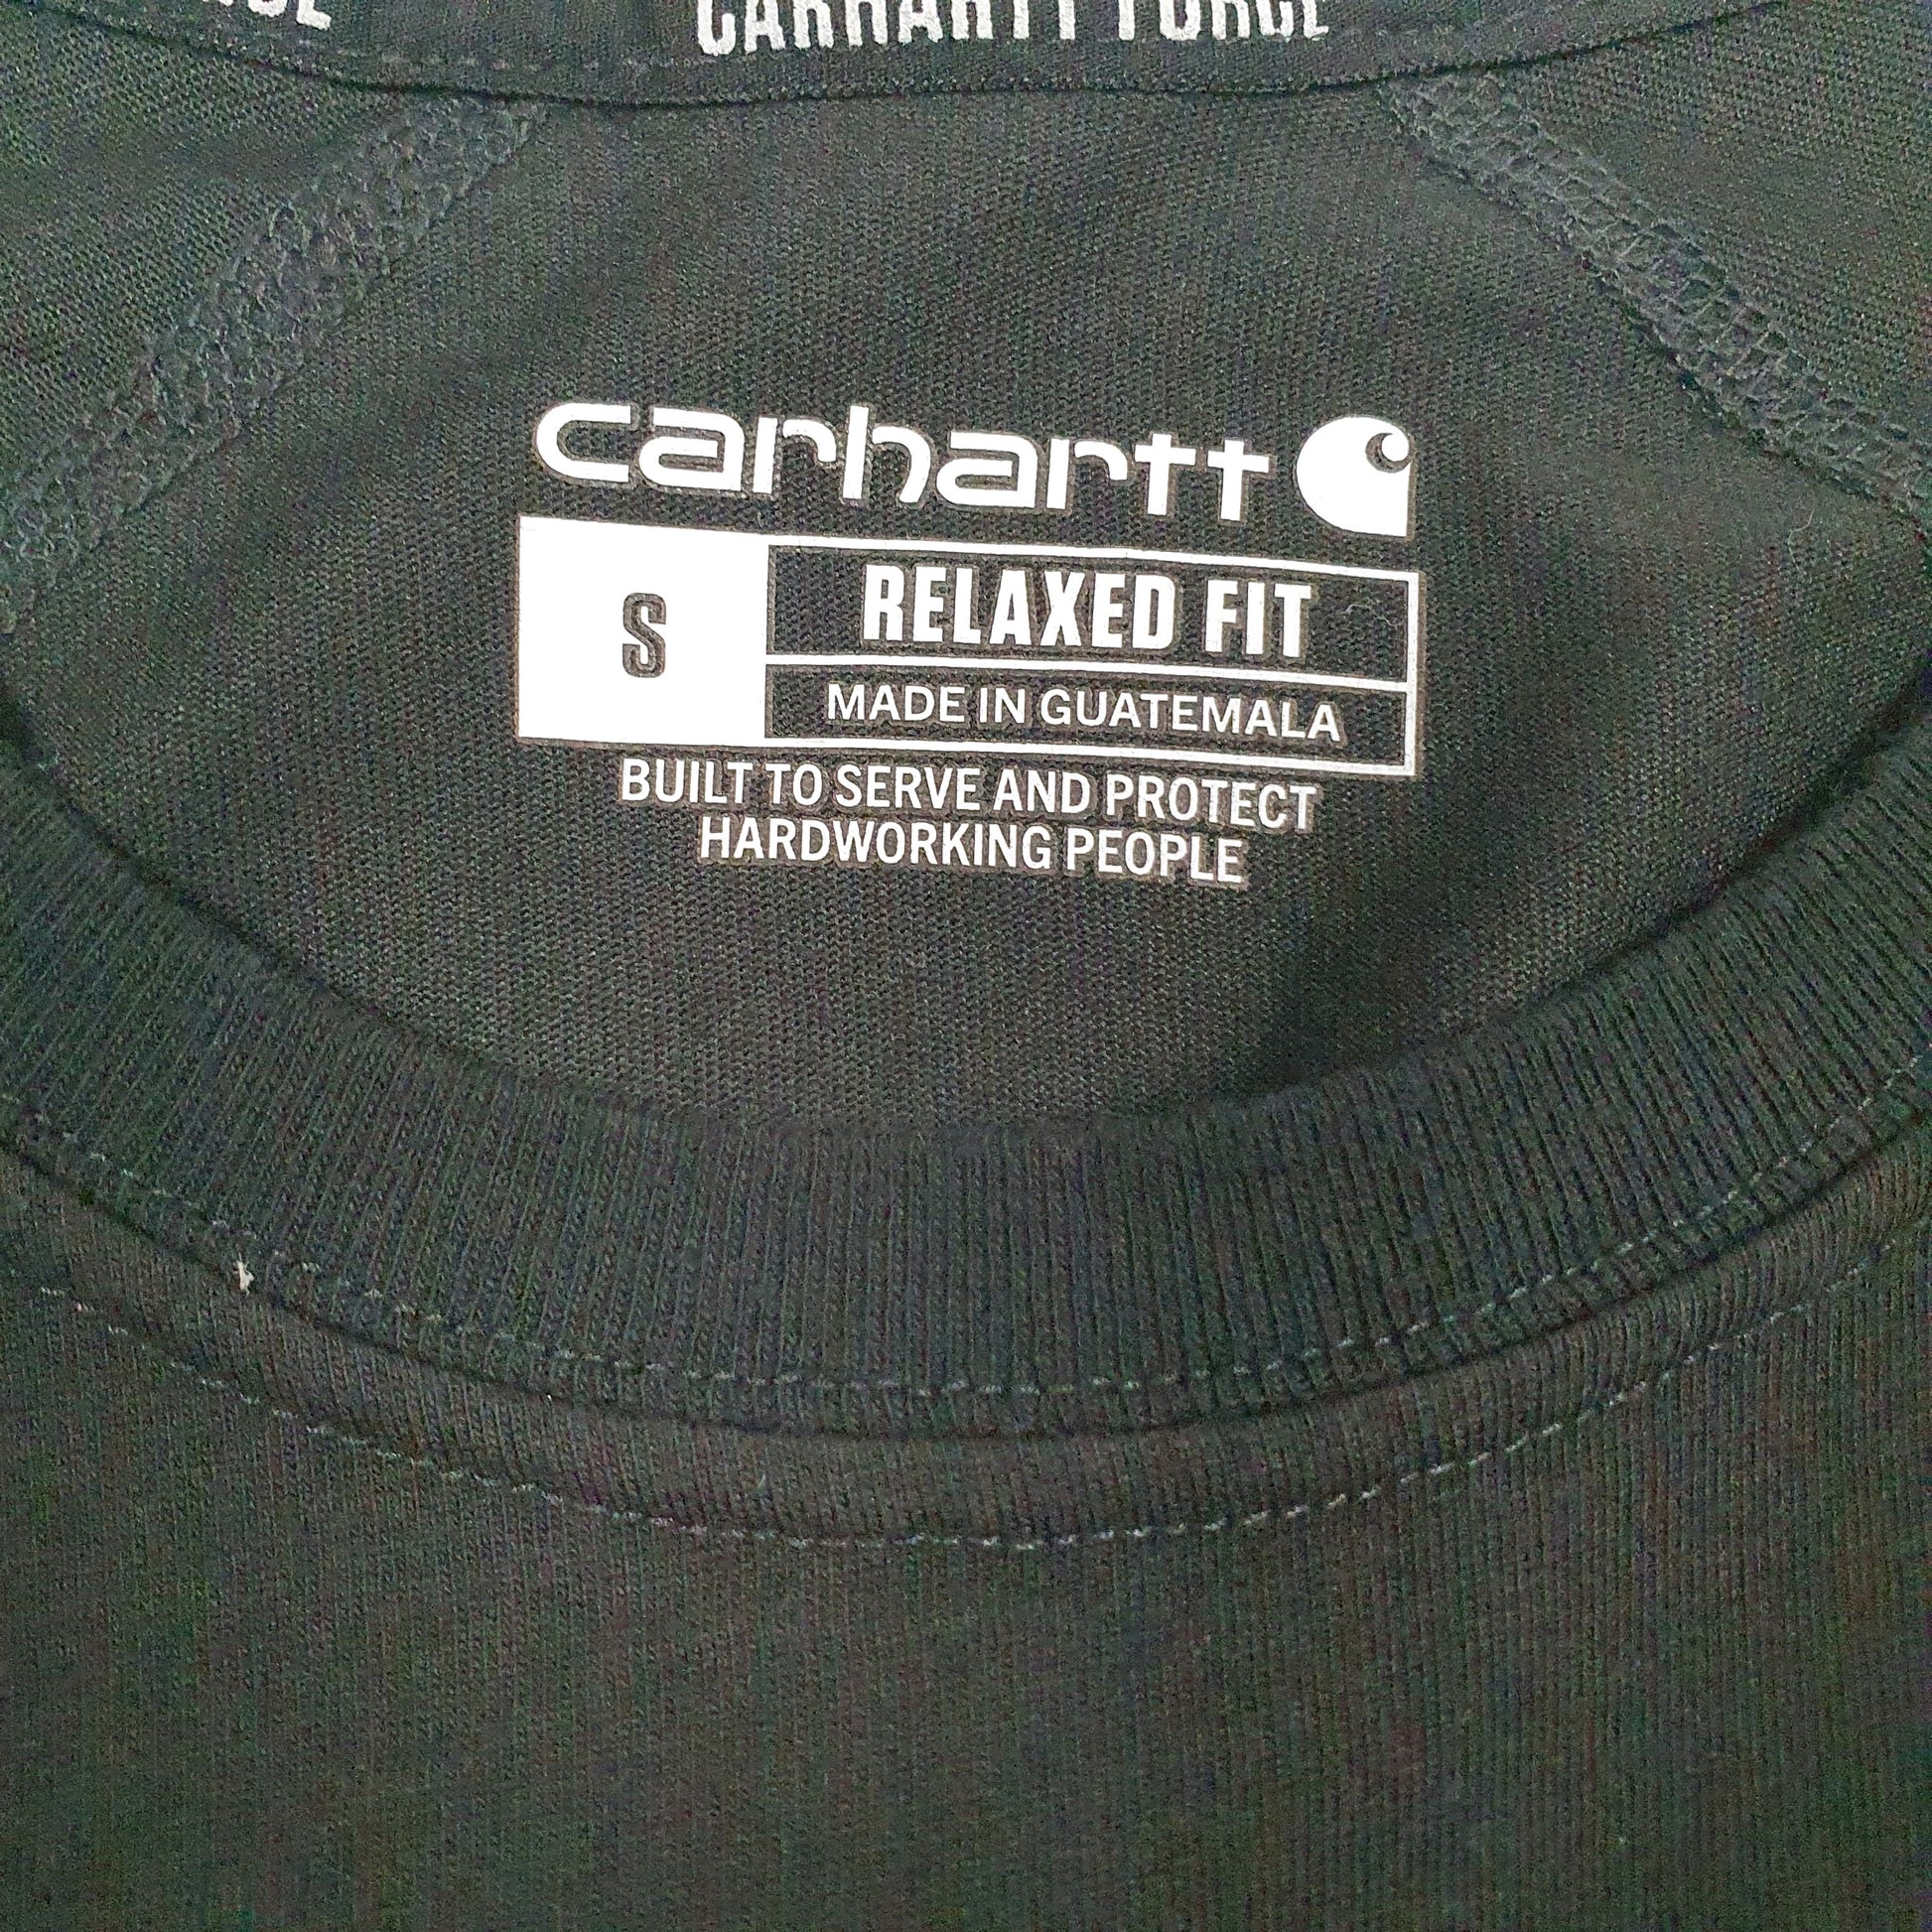 CARHARTT FORCE
carhartt
S
RELAXED FIT
MADE IN GUATEMALA
BUILT TO SERVE AND PROTECT
HARDWORKING PEOPLE